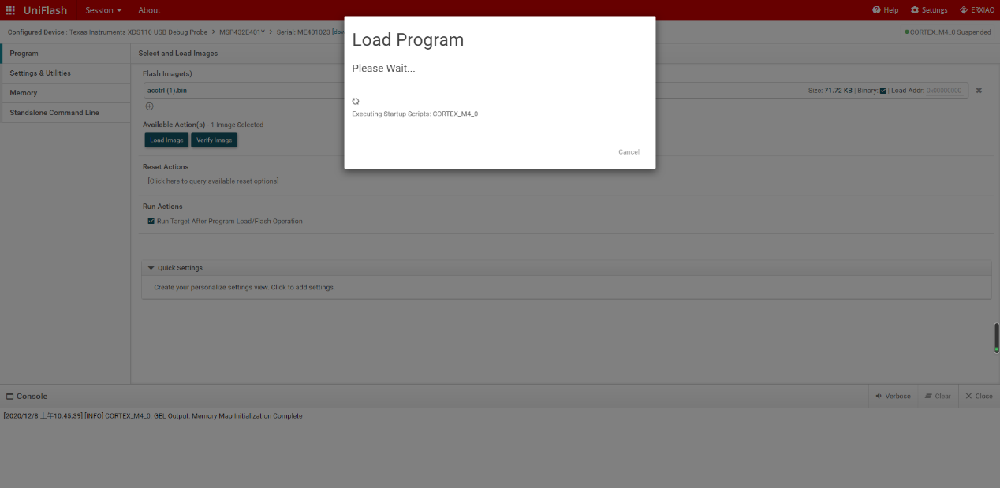 UniFlash Session About Help Settings ERXIAO
Configured Device : Texas Instruments XDS110 USB Debug Probe > MSP432E401Y > Serial: ME401023 CORTEX_M4_0 Suspended
Program
Settings & Utilities
Memory
Standalone Command Line
Select and Load Images
Flash Image(s)
acctrl (1).bin Size: 71.72 KB | Binary: | Load Addr: 0x00000000
Available Action(s) - 1 Image Selected
Load Image Verify Image
Reset Actions
[Click here to query available reset options]
Run Actions
Run Target After Program Load/Flash Operation
Quick Settings
Create your personalize settings view. Click to add settings.
Load Program
Please Wait...
Executing Startup Scripts: CORTEX_M4_0
Cancel
Console Verbose Clear Close
[2020/12/8 上午10:45:39] [INFO] CORTEX_M4_0: GEL Output: Memory Map Initialization Complete